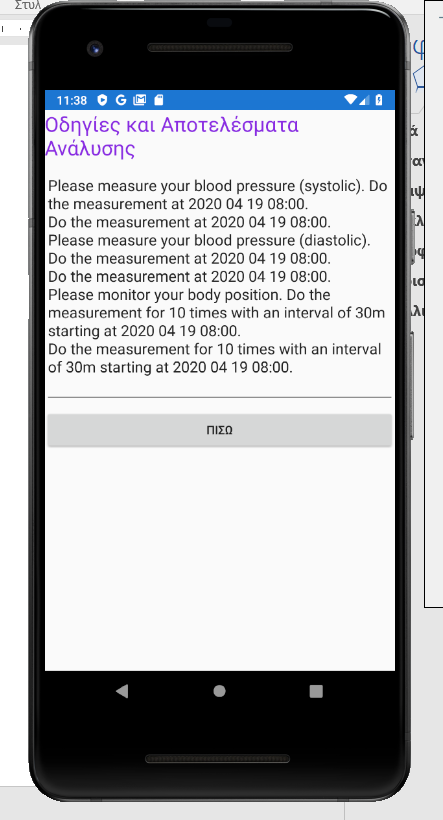 Στυλ
11:38
Οδηγίες και Αποτελέσματα
Ανάλυσης
Please measure your blood pressure (systolic). Do
the measurement at 2020 04 19 08:00.
Do the measurement at 2020 04 19 08:00.
Please measure your blood pressure (diastolic).
Do the measurement at 2020 04 19 08:00.
Do the measurement at 2020 04 19 08:00.
Please monitor your body position. Do the
measurement for 10 times with an interval of 30m
starting at 2020 04 19 08:00.
Do the measurement for 10 times with an interval
of 30m starting at 2020 04 19 08:00.
ΠΙΣΩ